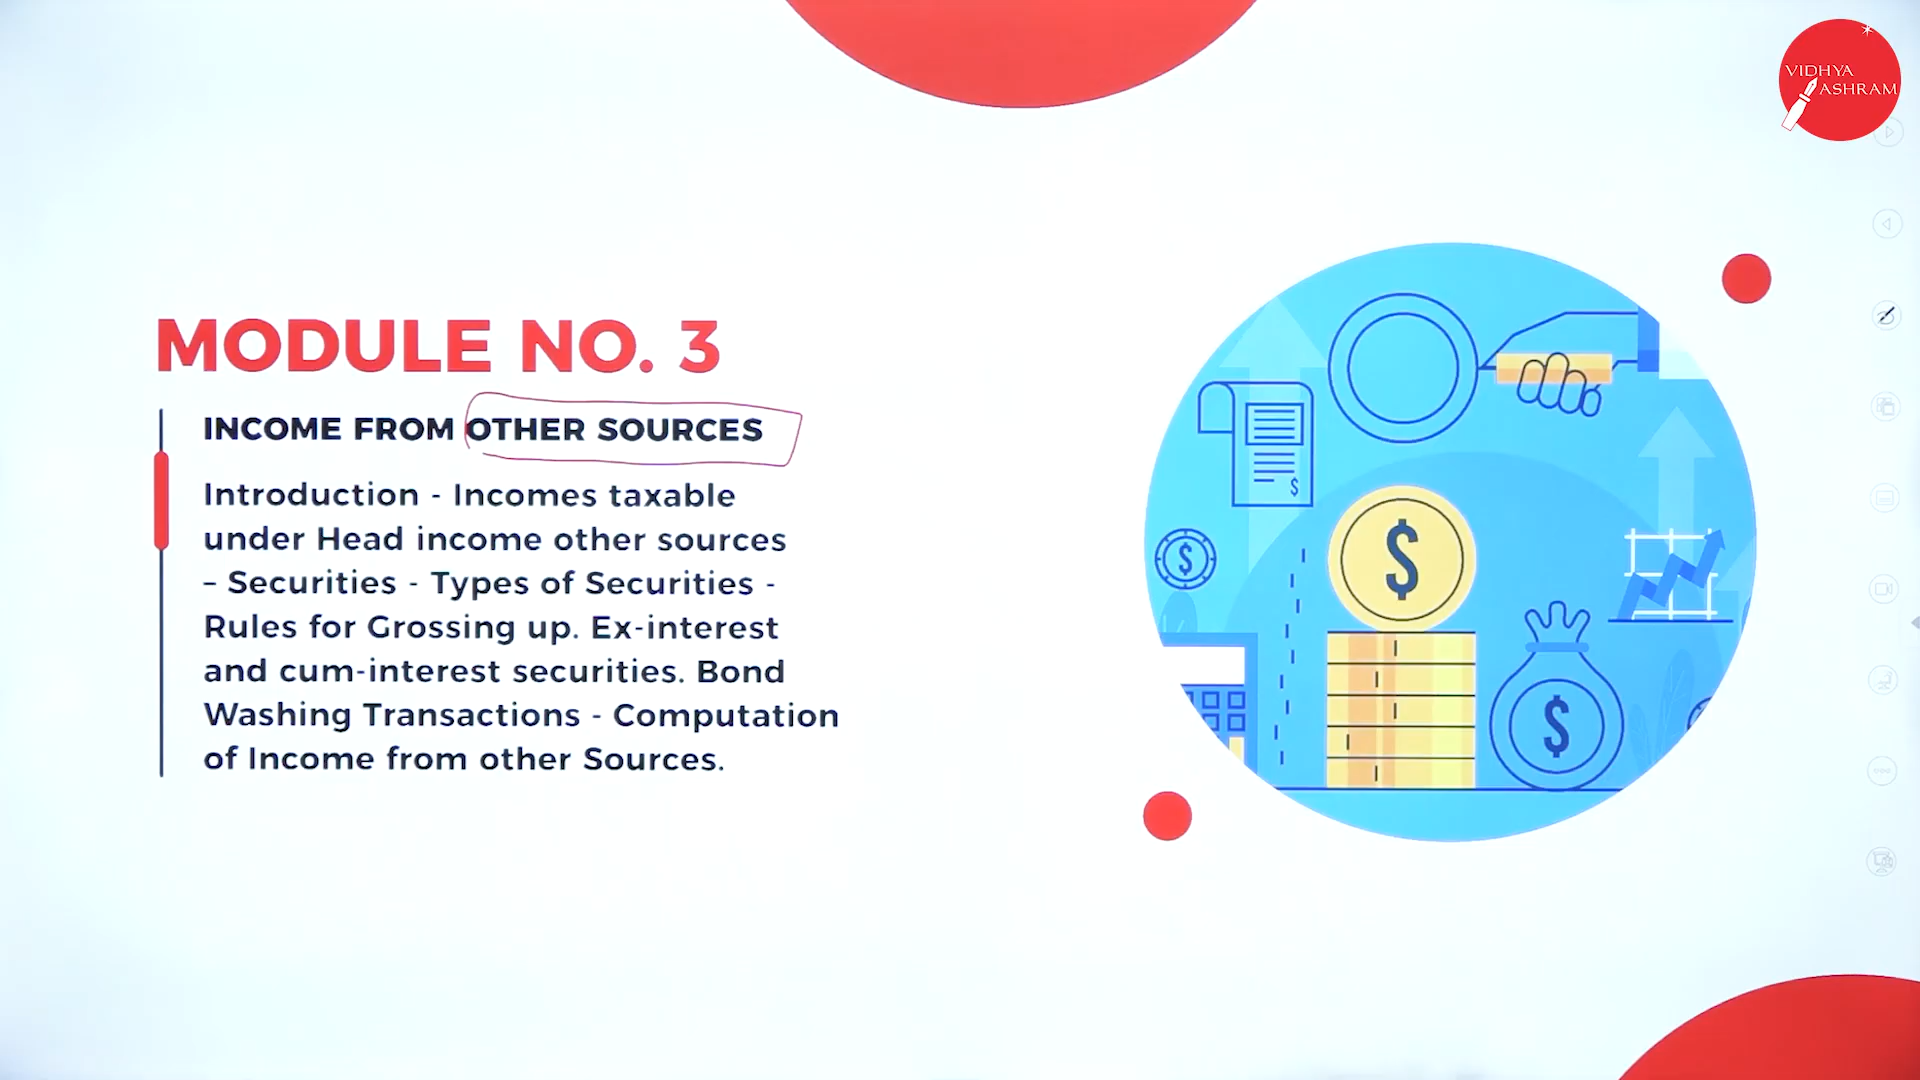 VIDHYA
ASHRAM
MODULE NO. 3
INCOME FROM OTHER SOURCES
Introduction - Incomes taxable
under Head income other sources
– Securities - Types of Securities -
Rules for Grossing up. Ex-interest
and cum-interest securities. Bond
Washing Transactions - Computation
of Income from other Sources.
$
$
$
$